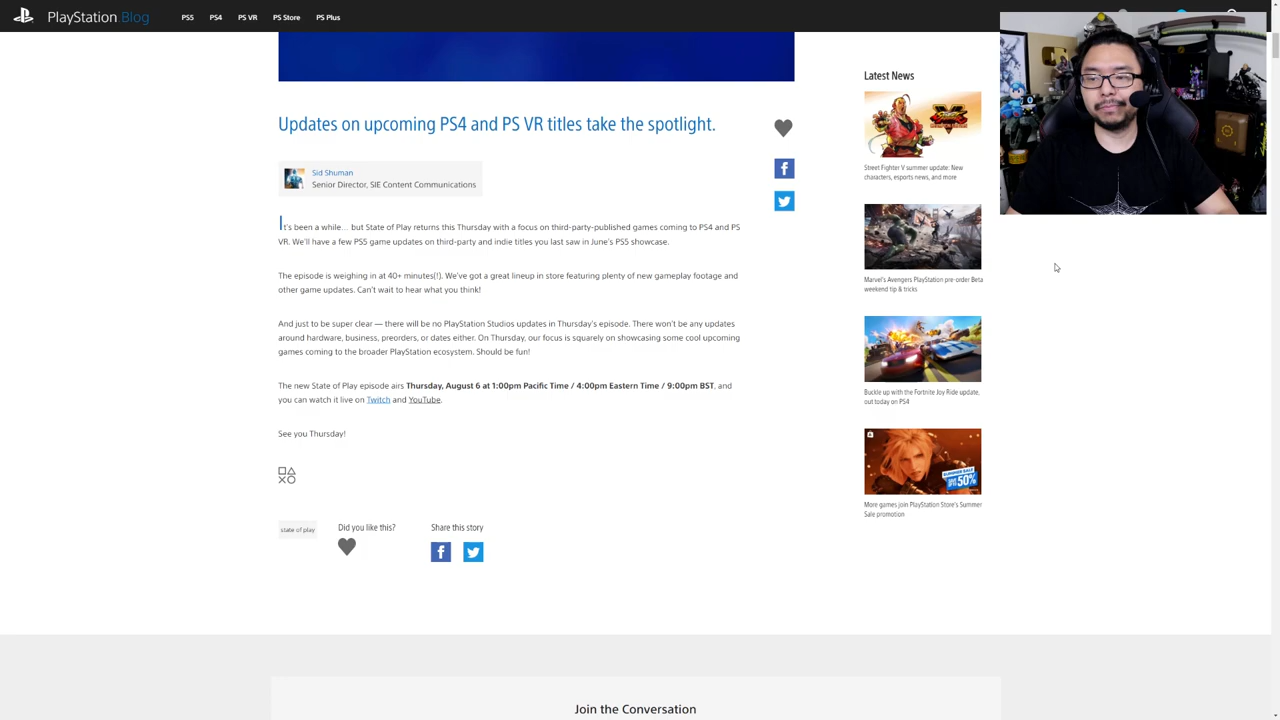 PlayStation.Blog
PS5 PS4 PS VR PS Store PS Plus
Updates on upcoming PS4 and PS VR titles take the spotlight.
Sid Shuman
Senior Director, SIE Content Communications
It's been a while… but State of Play returns this Thursday with a focus on third-party-published games coming to PS4 and PS
VR. We'll have a few PS5 game updates on third-party and indie titles you last saw in June's PS5 showcase.
The episode is weighing in at 40+ minutes(!). We've got a great lineup in store featuring plenty of new gameplay footage and
other game updates. Can't wait to hear what you think!
And just to be super clear — there will be no PlayStation Studios updates in Thursday's episode. There won't be any updates
around hardware, business, preorders, or dates either. On Thursday, our focus is squarely on showcasing some cool upcoming
games coming to the broader PlayStation ecosystem. Should be fun!
The new State of Play episode airs Thursday, August 6 at 1:00pm Pacific Time / 4:00pm Eastern Time / 9:00pm BST, and
you can watch it live on Twitch and YouTube.
See you Thursday!
state of play
Did you like this?
Share this story
Join the Conversation
Latest News
Street Fighter V summer update: New
characters, esports news, and more
Marvel's Avengers PlayStation pre-order Beta
weekend tip & tricks
Buckle up with the Fortnite Joy Ride update,
out today on PS4
SUMMER SALE
50%
More games join PlayStation Store's Summer
Sale promotion